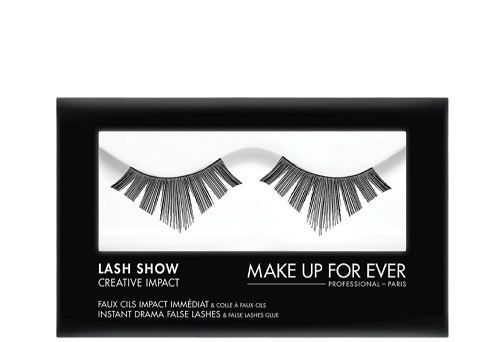 LASH SHOW
CREATIVE IMPACT
MAKE UP FOR EVER
PROFESSIONAL – PARIS
FAUX CILS IMPACT IMMÉDIAT & COLLE À FAUX-CILS
INSTANT DRAMA FALSE LASHES & FALSE LASHES GLUE